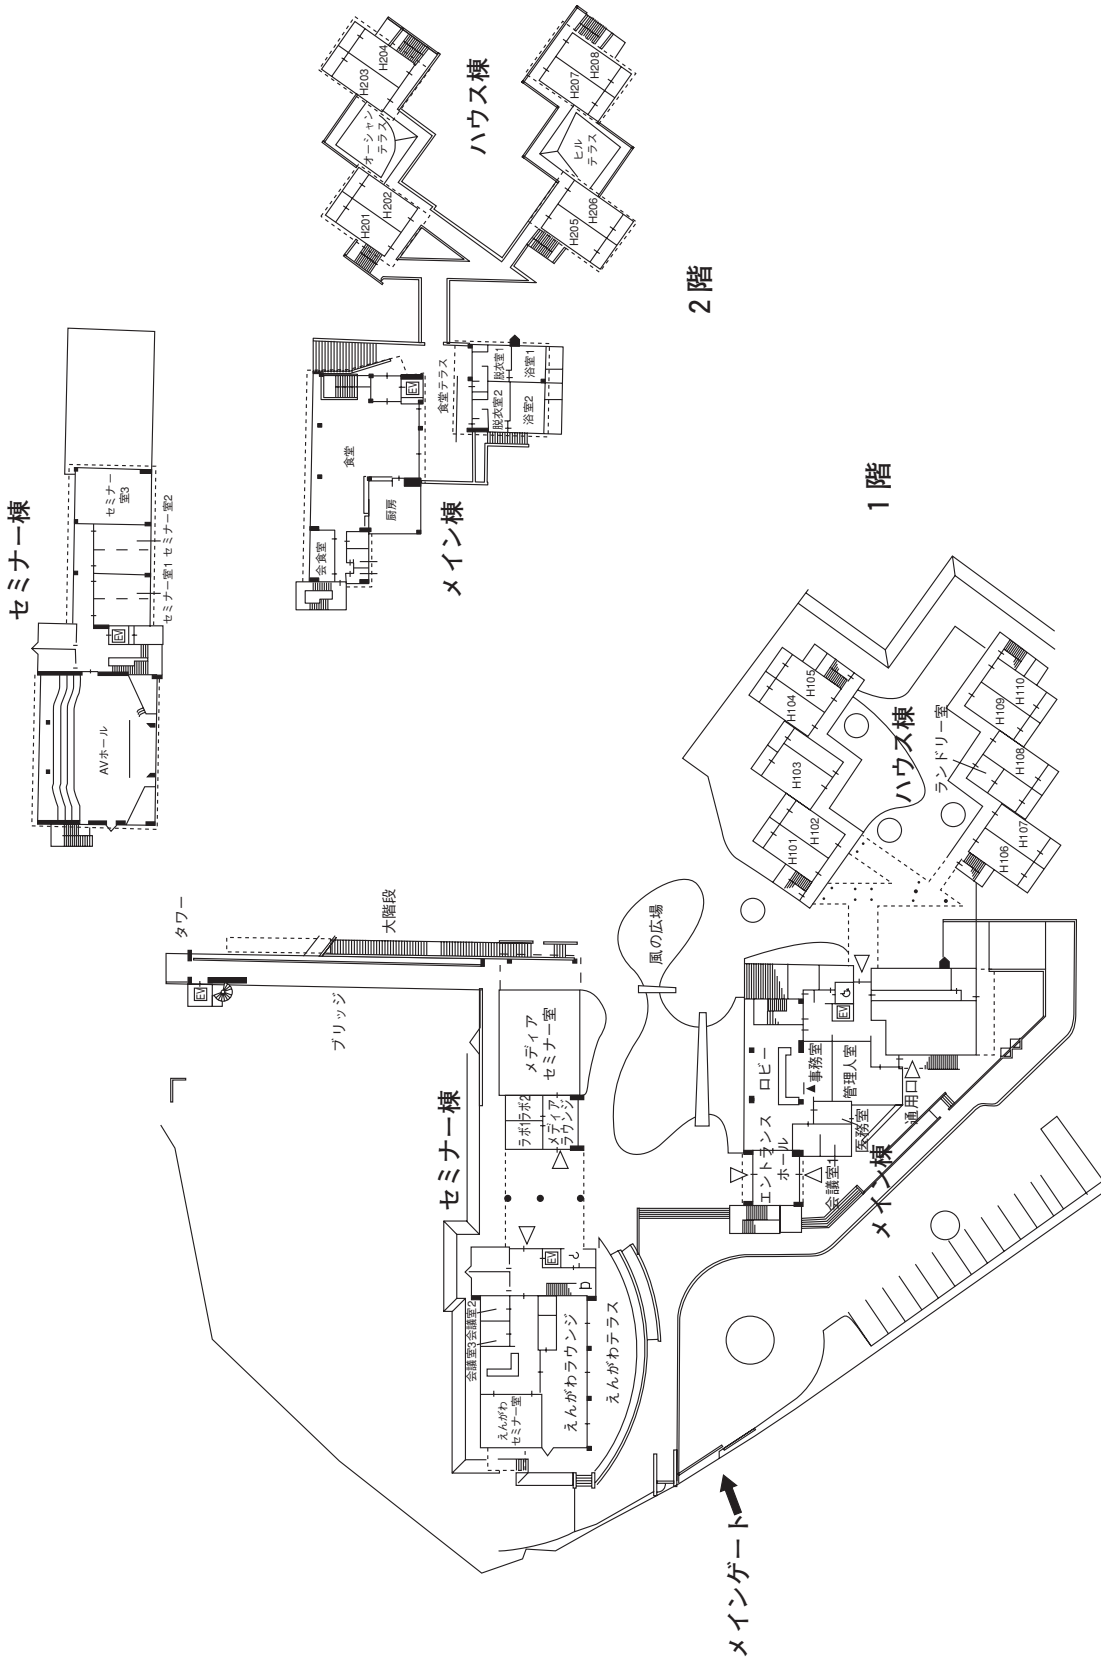 セミナー棟
AVホール
EV
セミナー室1
セミナー室2
セミナー
室3
ハウス棟
H201
H202
オーシャン
テラス
H203
H204
H205
H206
ヒル
テラス
H207
H208
メイン棟
会食室
厨房
食堂
EV
食堂テラス
脱衣室2
脱衣室1
浴室2
浴室1
2階
1階
タワー
EV
ブリッジ
大階段
セミナー棟
えんがわ
セミナー室
会議室3
会議室2
えんがわラウンジ
えんがわテラス
EV
ラボ1
ラボ2
メディア
ラウンジ
メディア
セミナー室
風の広場
メイン棟
エントランス
ホール
ロビー
会議室1
医務室
事務室
管理人室
EV
通用口
ハウス棟
H101
H102
H103
H104
H105
H106
H107
H108
H109
H110
ランドリー室
メインゲート